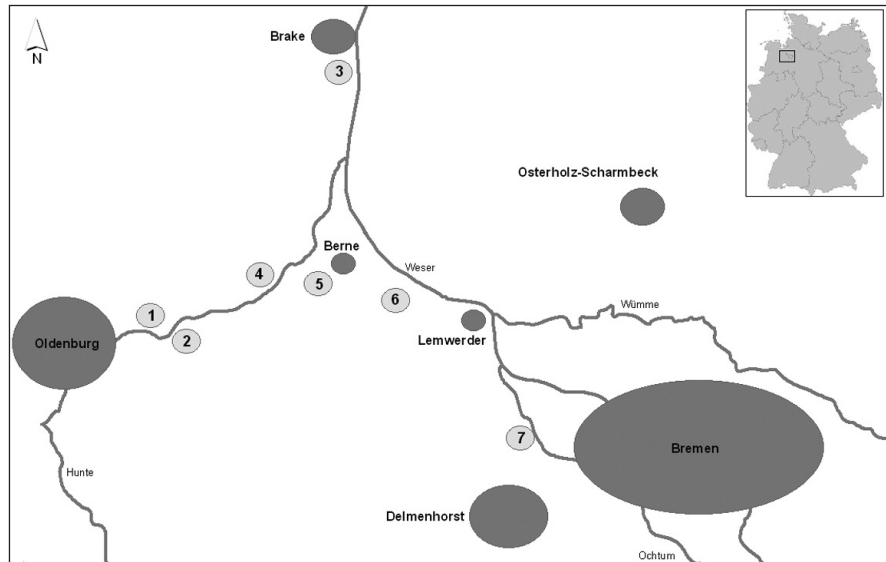 Brake
N
3
Osterholz-Scharmbeck
Berne
4
5
Weser
6
Wümme
1
2
Oldenburg
Lemwerder
7
Bremen
Hunte
Delmenhorst
Ochtum